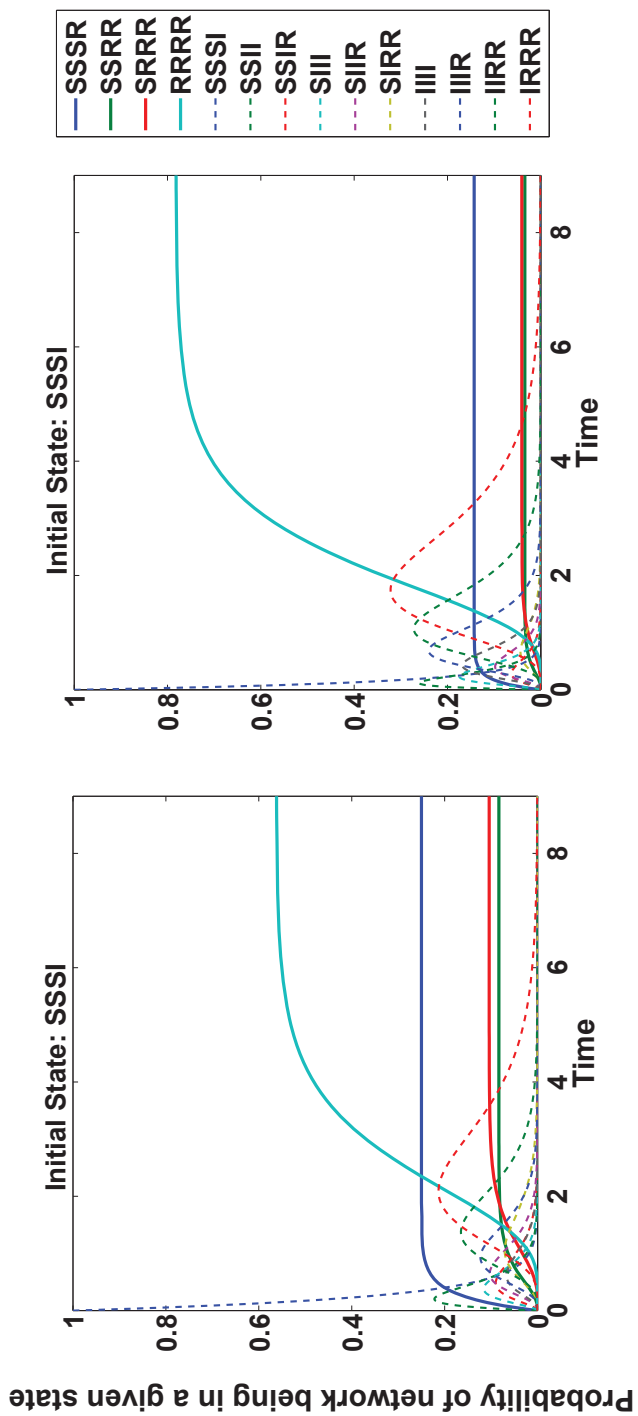 Probability of network being in a given state
Initial State: SSSI
1
0.8
0.6
0.4
0.2
0
0 2 4 6 8
Time
Initial State: SSSI
1
0.8
0.6
0.4
0.2
0
0 2 4 6 8
Time
SSSR
SSRR
SRRR
RRRR
SSSI
SSII
SSIR
SIII
SIIR
SIRR
IIII
IIIR
IIRR
IRRR